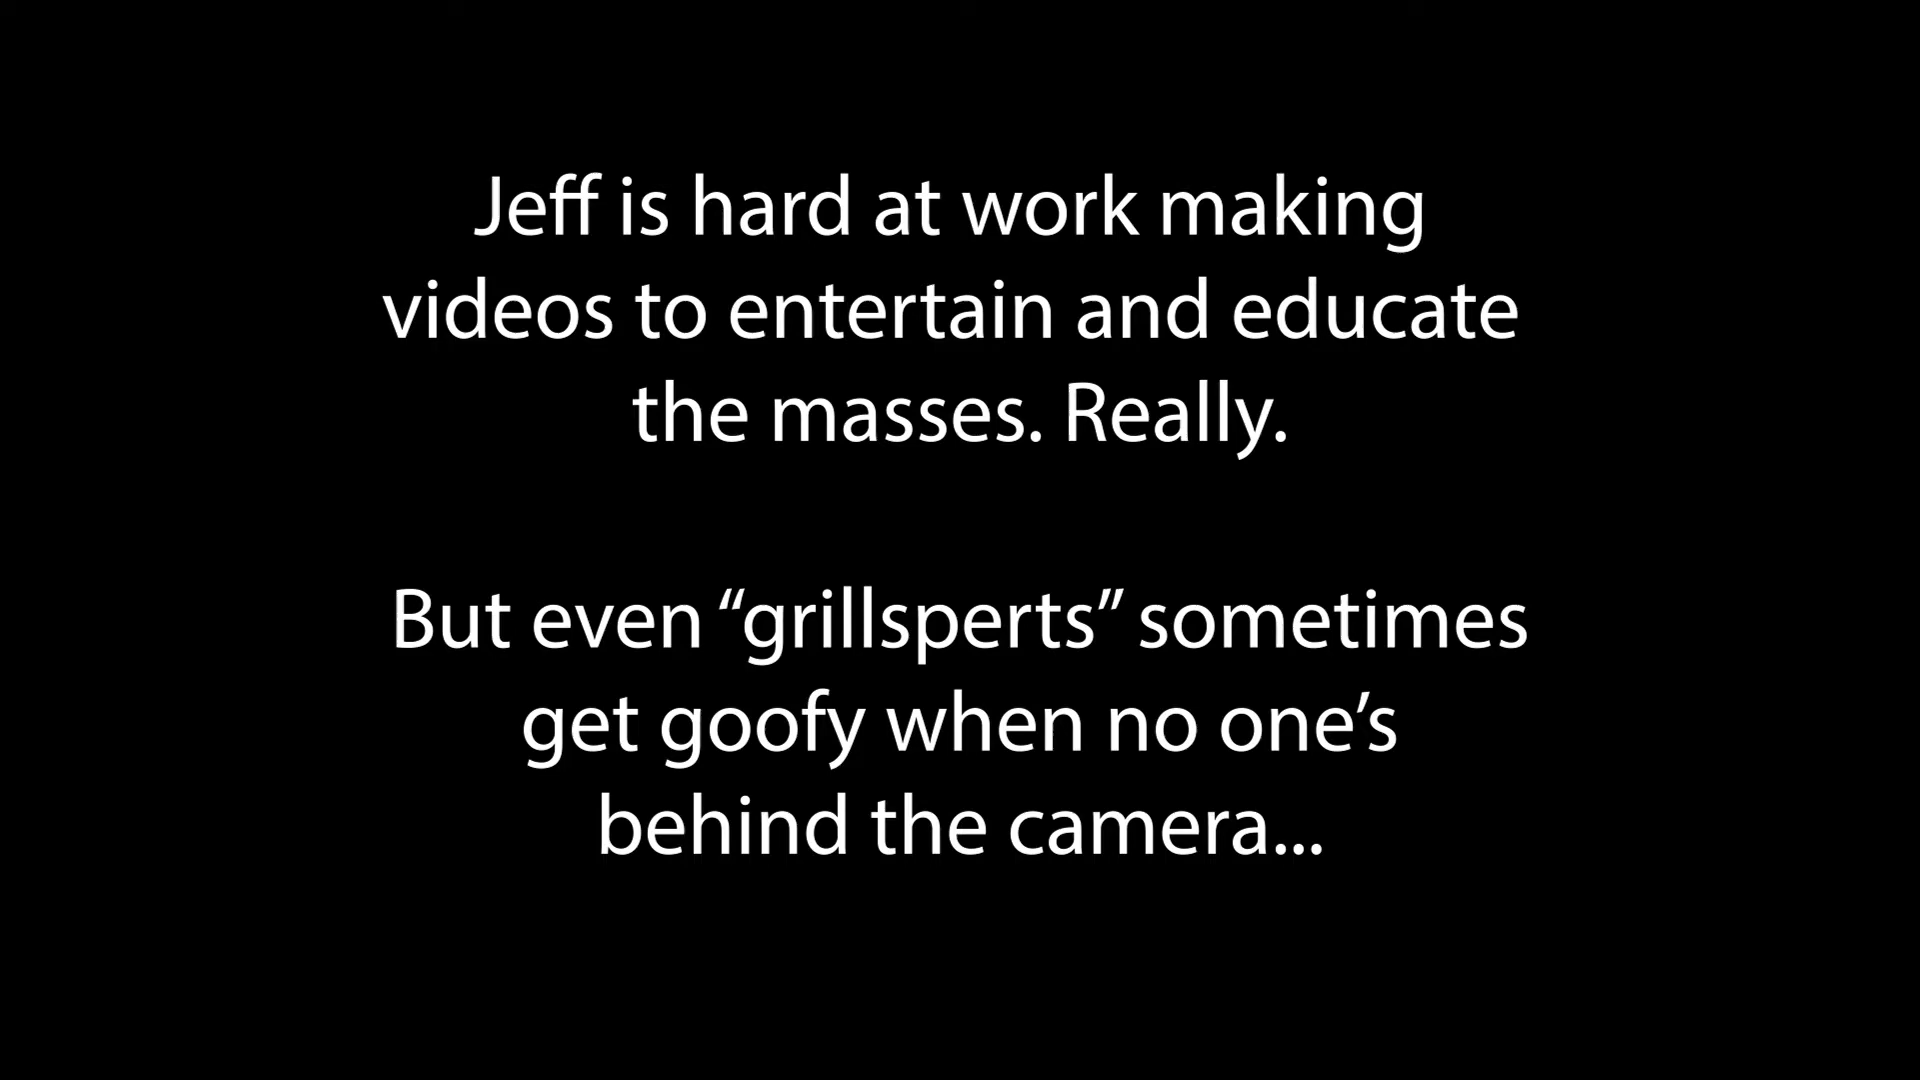 Jeff is hard at work making
videos to entertain and educate
the masses. Really.
But even “grillsperts” sometimes
get goofy when no one’s
behind the camera...